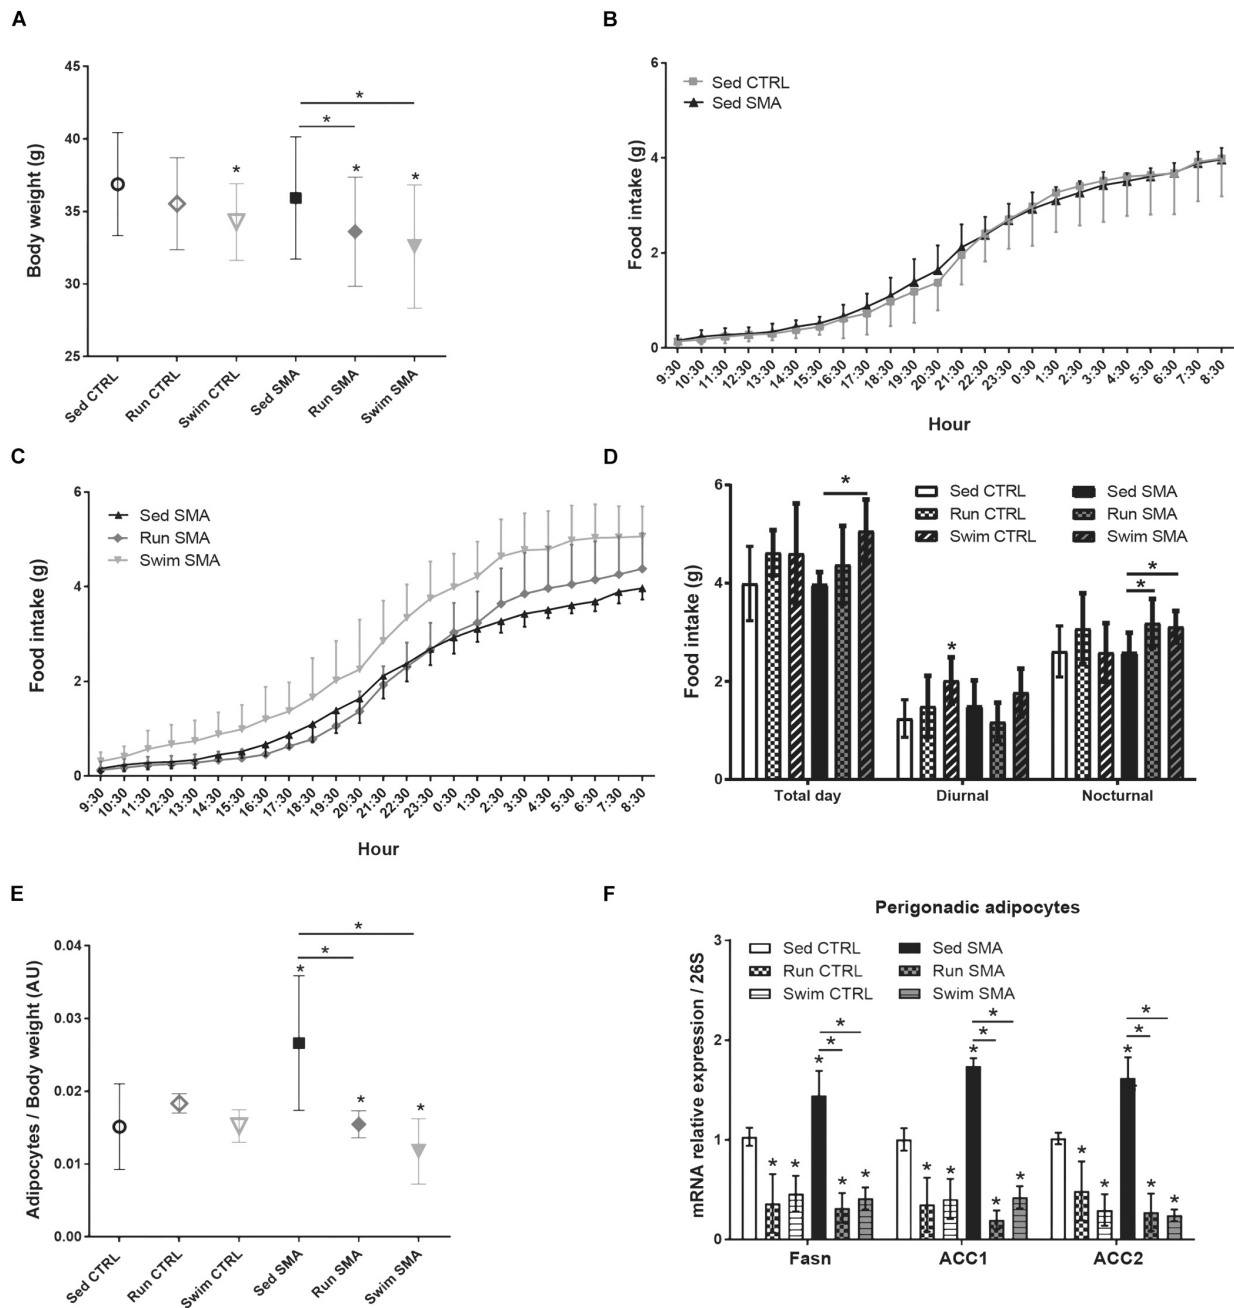 A
Body weight (g)
45
40
35
30
25
*
*
*
*
*
Sed CTRL
Run CTRL
Swim CTRL
Sed SMA
Run SMA
Swim SMA
B
Food intake (g)
6
4
2
0
Sed CTRL
Sed SMA
9:30
10:30
11:30
12:30
13:30
14:30
15:30
16:30
17:30
18:30
19:30
20:30
21:30
22:30
23:30
0:30
1:30
2:30
3:30
4:30
5:30
6:30
7:30
8:30
Hour
C
Food intake (g)
6
4
2
0
Sed SMA
Run SMA
Swim SMA
9:30
10:30
11:30
12:30
13:30
14:30
15:30
16:30
17:30
18:30
19:30
20:30
21:30
22:30
23:30
0:30
1:30
2:30
3:30
4:30
5:30
6:30
7:30
8:30
Hour
D
Food intake (g)
6
4
2
0
Sed CTRL
Run CTRL
Swim CTRL
Sed SMA
Run SMA
Swim SMA
*
*
*
*
Total day
Diurnal
Nocturnal
E
Adipocytes / Body weight (AU)
0.04
0.03
0.02
0.01
0.00
*
*
*
*
*
Sed CTRL
Run CTRL
Swim CTRL
Sed SMA
Run SMA
Swim SMA
F
Perigonadic adipocytes
mRNA relative expression / 26S
3
2
1
0
Sed CTRL
Run CTRL
Swim CTRL
Sed SMA
Run SMA
Swim SMA
* * * * * * *
* * * * * * *
* * * * * * *
Fasn
ACC1
ACC2